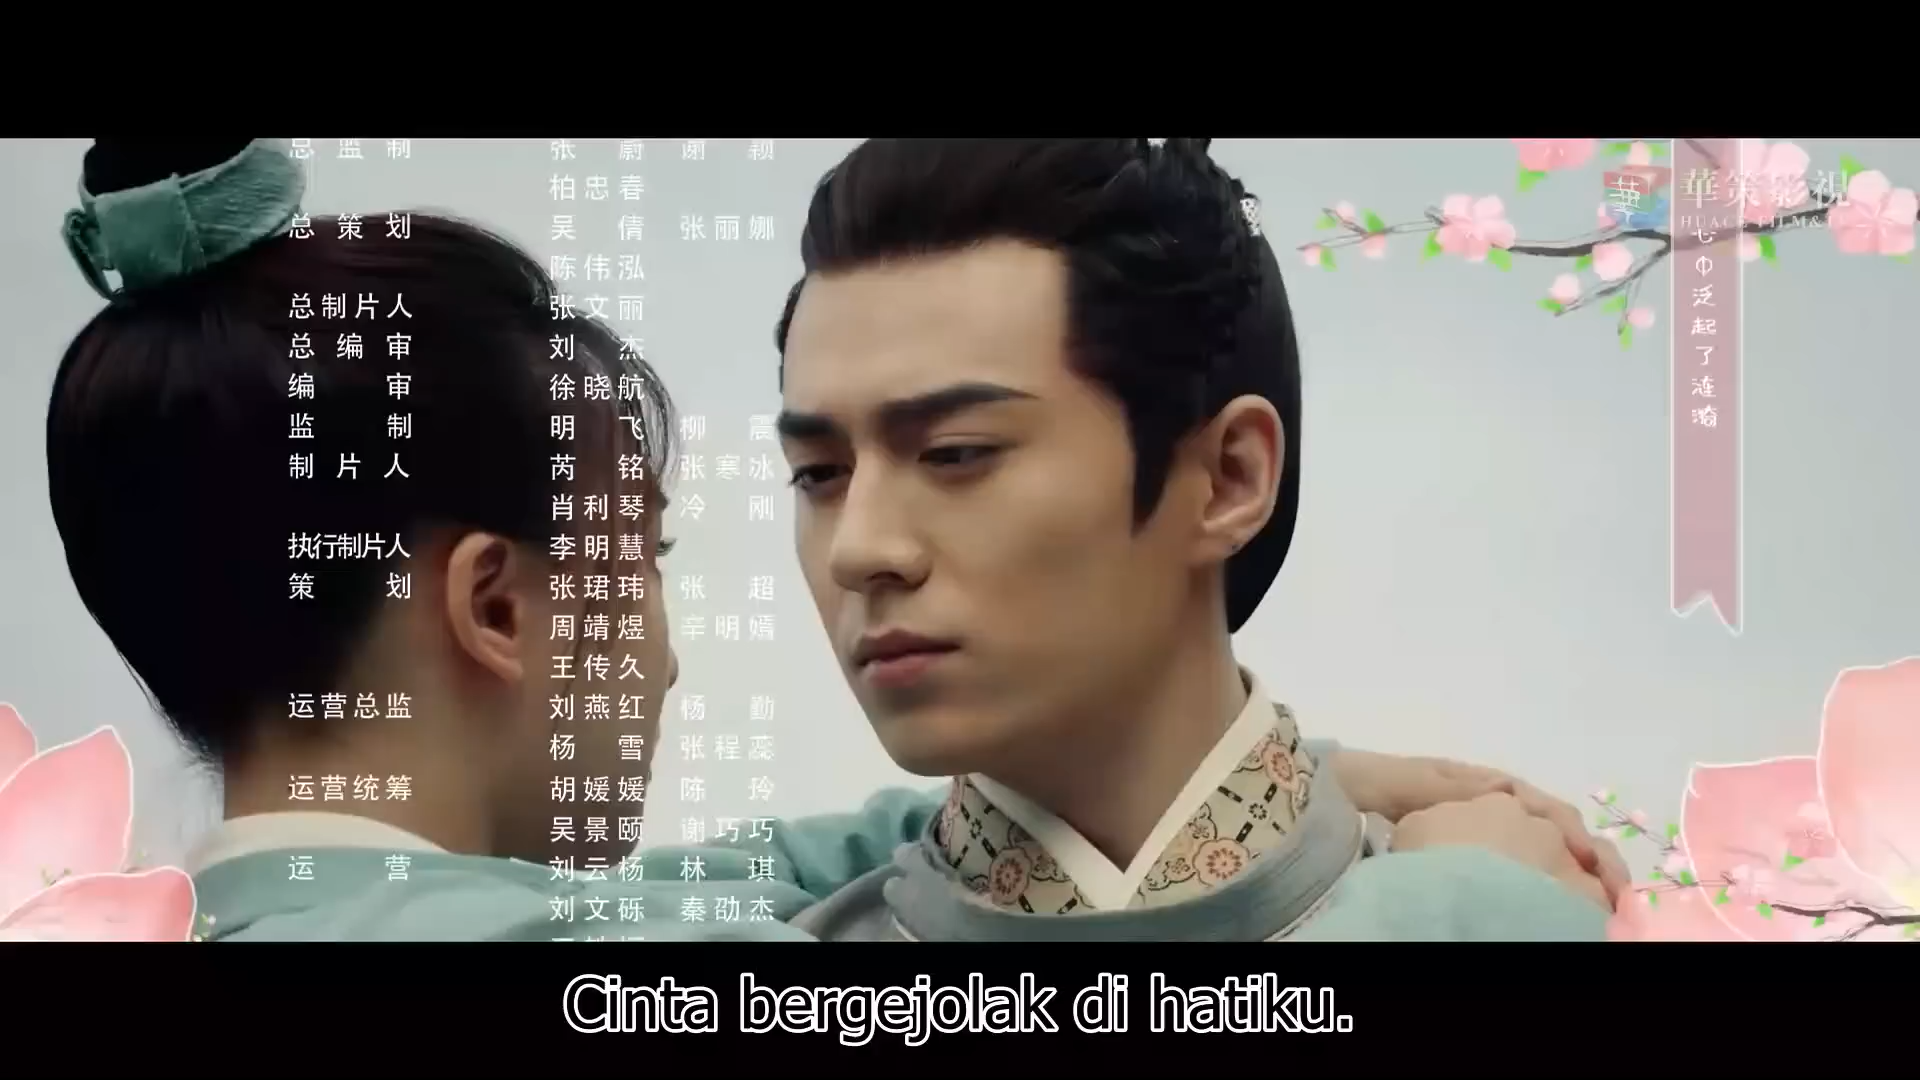 总监制 张蔚 谢颖
柏忠春
总策划 吴倩 张丽娜
陈伟泓
总制片人 张文丽
总编审 刘杰
编审 徐晓航
监制 明飞 柳震
制片人 芮铭 张寒冰
肖利琴 冷刚
执行制片人 李明慧
策划 张珺玮 张超
周靖煜 辛明嫣
王传久
运营总监 刘燕红 杨勤
杨雪 张程蕊
运营统筹 胡媛媛 陈玲
吴景颐 谢巧巧
运营 刘云杨 林琪
刘文砾 秦劭杰
華策影視
HUACE FILM&TV
心中泛起了涟漪
Cinta bergejolak di hatiku.